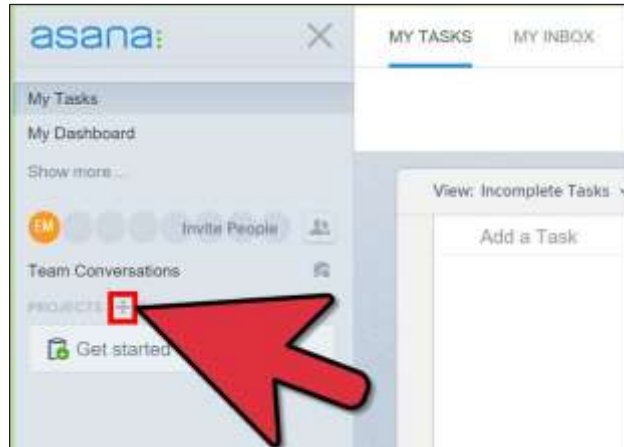 asana:
MY TASKS MY INBOX
My Tasks
My Dashboard
Show more...
View: Incomplete Tasks
EM Invite People
Add a Task
Team Conversations
PROJECTS +
Get started